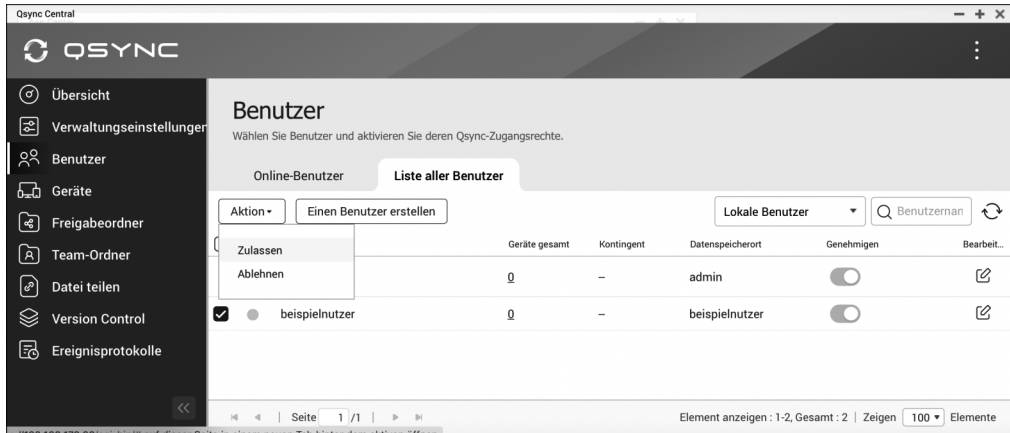 Qsync Central
QSYNC
Übersicht
Verwaltungseinstellunger
Benutzer
Geräte
Freigabeordner
Team-Ordner
Datei teilen
Version Control
Ereignisprotokolle
Benutzer
Wählen Sie Benutzer und aktivieren Sie deren Qsync-Zugangsrechte.
Online-Benutzer Liste aller Benutzer
Aktion Einen Benutzer erstellen Lokale Benutzer Benutzernan
Zulassen
Ablehnen
Geräte gesamt Kontingent Datenspeicherort Genehmigen Bearbeit...
0 -- admin
beispielnutzer 0 -- beispielnutzer
Seite 1 /1 Element anzeigen : 1-2, Gesamt : 2 | Zeigen 100 Elemente